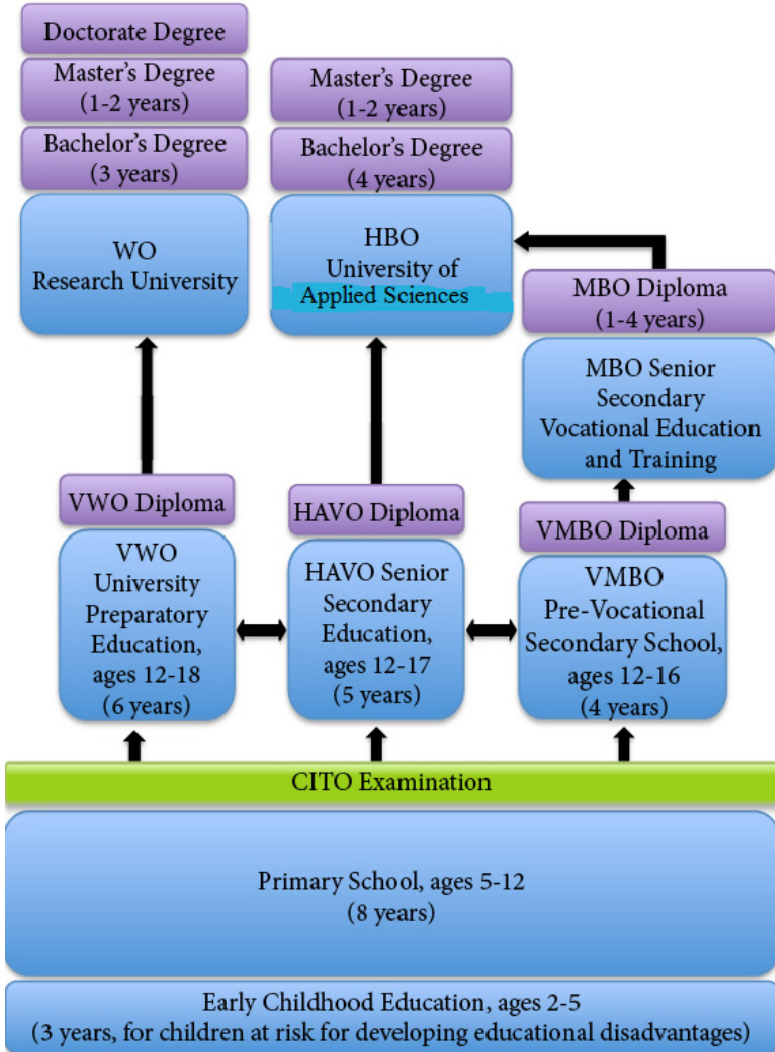 Doctorate Degree
Master's Degree
(1-2 years)
Bachelor's Degree
(3 years)
WO
Research University
Master's Degree
(1-2 years)
Bachelor's Degree
(4 years)
HBO
University of
Applied Sciences
MBO Diploma
(1-4 years)
MBO Senior
Secondary
Vocational Education
and Training
VWO Diploma
VWO
University
Preparatory
Education,
ages 12-18
(6 years)
HAVO Diploma
HAVO Senior
Secondary
Education,
ages 12-17
(5 years)
VMBO Diploma
VMBO
Pre-Vocational
Secondary School,
ages 12-16
(4 years)
CITO Examination
Primary School, ages 5-12
(8 years)
Early Childhood Education, ages 2-5
(3 years, for children at risk for developing educational disadvantages)